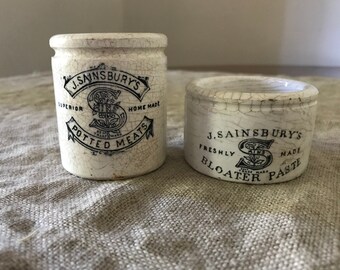 J. SAINSBURY'S
SUPERIOR HOME MADE
S
POTTED MEATS
J. SAINSBURY'S
FRESHLY S MADE
BLOATER PASTE